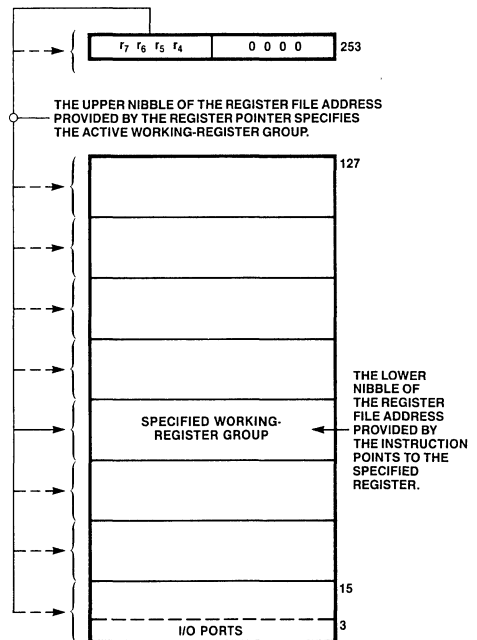 r7 r6 r5 r4 0 0 0 0 253
THE UPPER NIBBLE OF THE REGISTER FILE ADDRESS
PROVIDED BY THE REGISTER POINTER SPECIFIES
THE ACTIVE WORKING-REGISTER GROUP.
127
SPECIFIED WORKING-
REGISTER GROUP
THE LOWER
NIBBLE OF
THE REGISTER
FILE ADDRESS
PROVIDED BY
THE INSTRUCTION
POINTS TO THE
SPECIFIED
REGISTER.
15
3
I/O PORTS